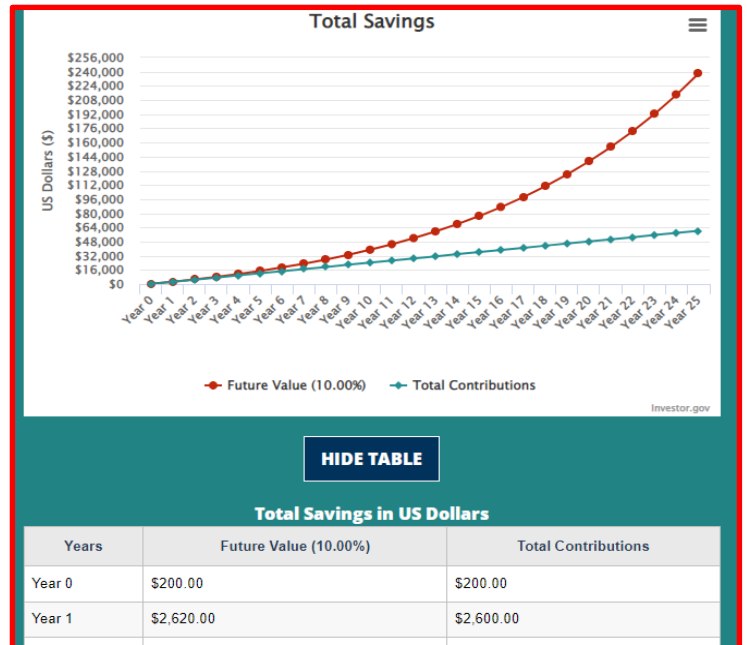 Total Savings
$256,000
$240,000
$224,000
$208,000
$192,000
$176,000
$160,000
$144,000
$128,000
$112,000
$96,000
$80,000
$64,000
$48,000
$32,000
$16,000
$0
US Dollars ($)
Year 0 Year 1 Year 2 Year 3 Year 4 Year 5 Year 6 Year 7 Year 8 Year 9 Year 10 Year 11 Year 12 Year 13 Year 14 Year 15 Year 16 Year 17 Year 18 Year 19 Year 20 Year 21 Year 22 Year 23 Year 24 Year 25
Future Value (10.00%) Total Contributions
Investor.gov
HIDE TABLE
Total Savings in US Dollars
Years Future Value (10.00%) Total Contributions
Year 0 $200.00 $200.00
Year 1 $2,620.00 $2,600.00